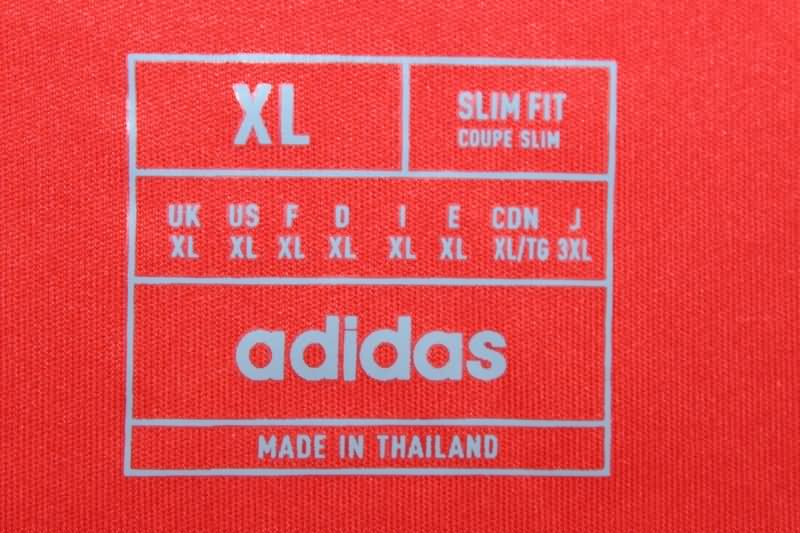 XL
SLIM FIT
COUPE SLIM
UK US F D I E CDN J
XL XL XL XL XL XL XL/TG 3XL
adidas
MADE IN THAILAND